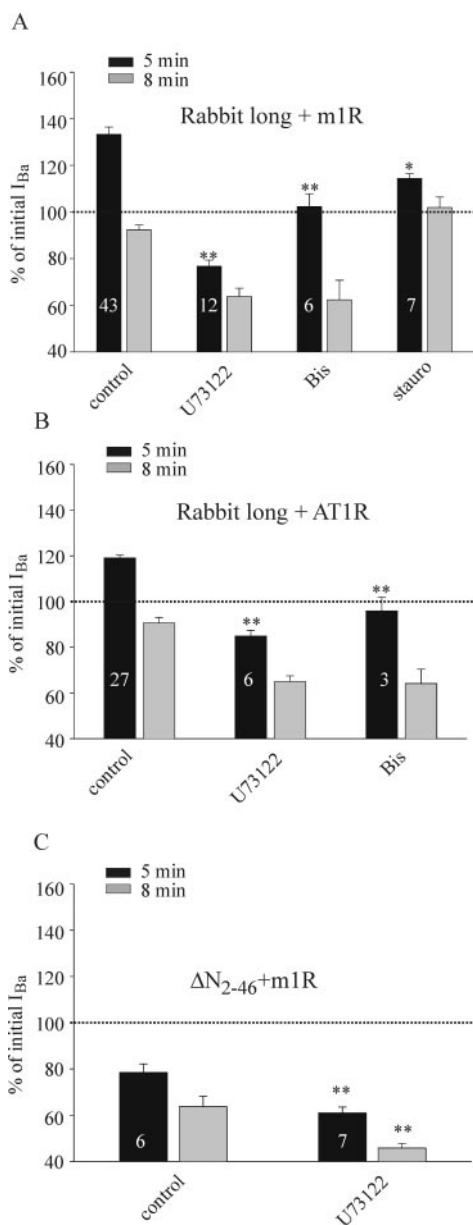 A
5 min
8 min
Rabbit long + m1R
% of initial I_Ba
160
140
120
100
80
60
40
43
12
6
7
**
**
*
control
U73122
Bis
stauro
B
5 min
8 min
Rabbit long + AT1R
% of initial I_Ba
160
140
120
100
80
60
40
27
6
3
**
**
control
U73122
Bis
C
5 min
8 min
ΔN2-46+m1R
% of initial I_Ba
160
140
120
100
80
60
40
6
7
**
**
control
U73122